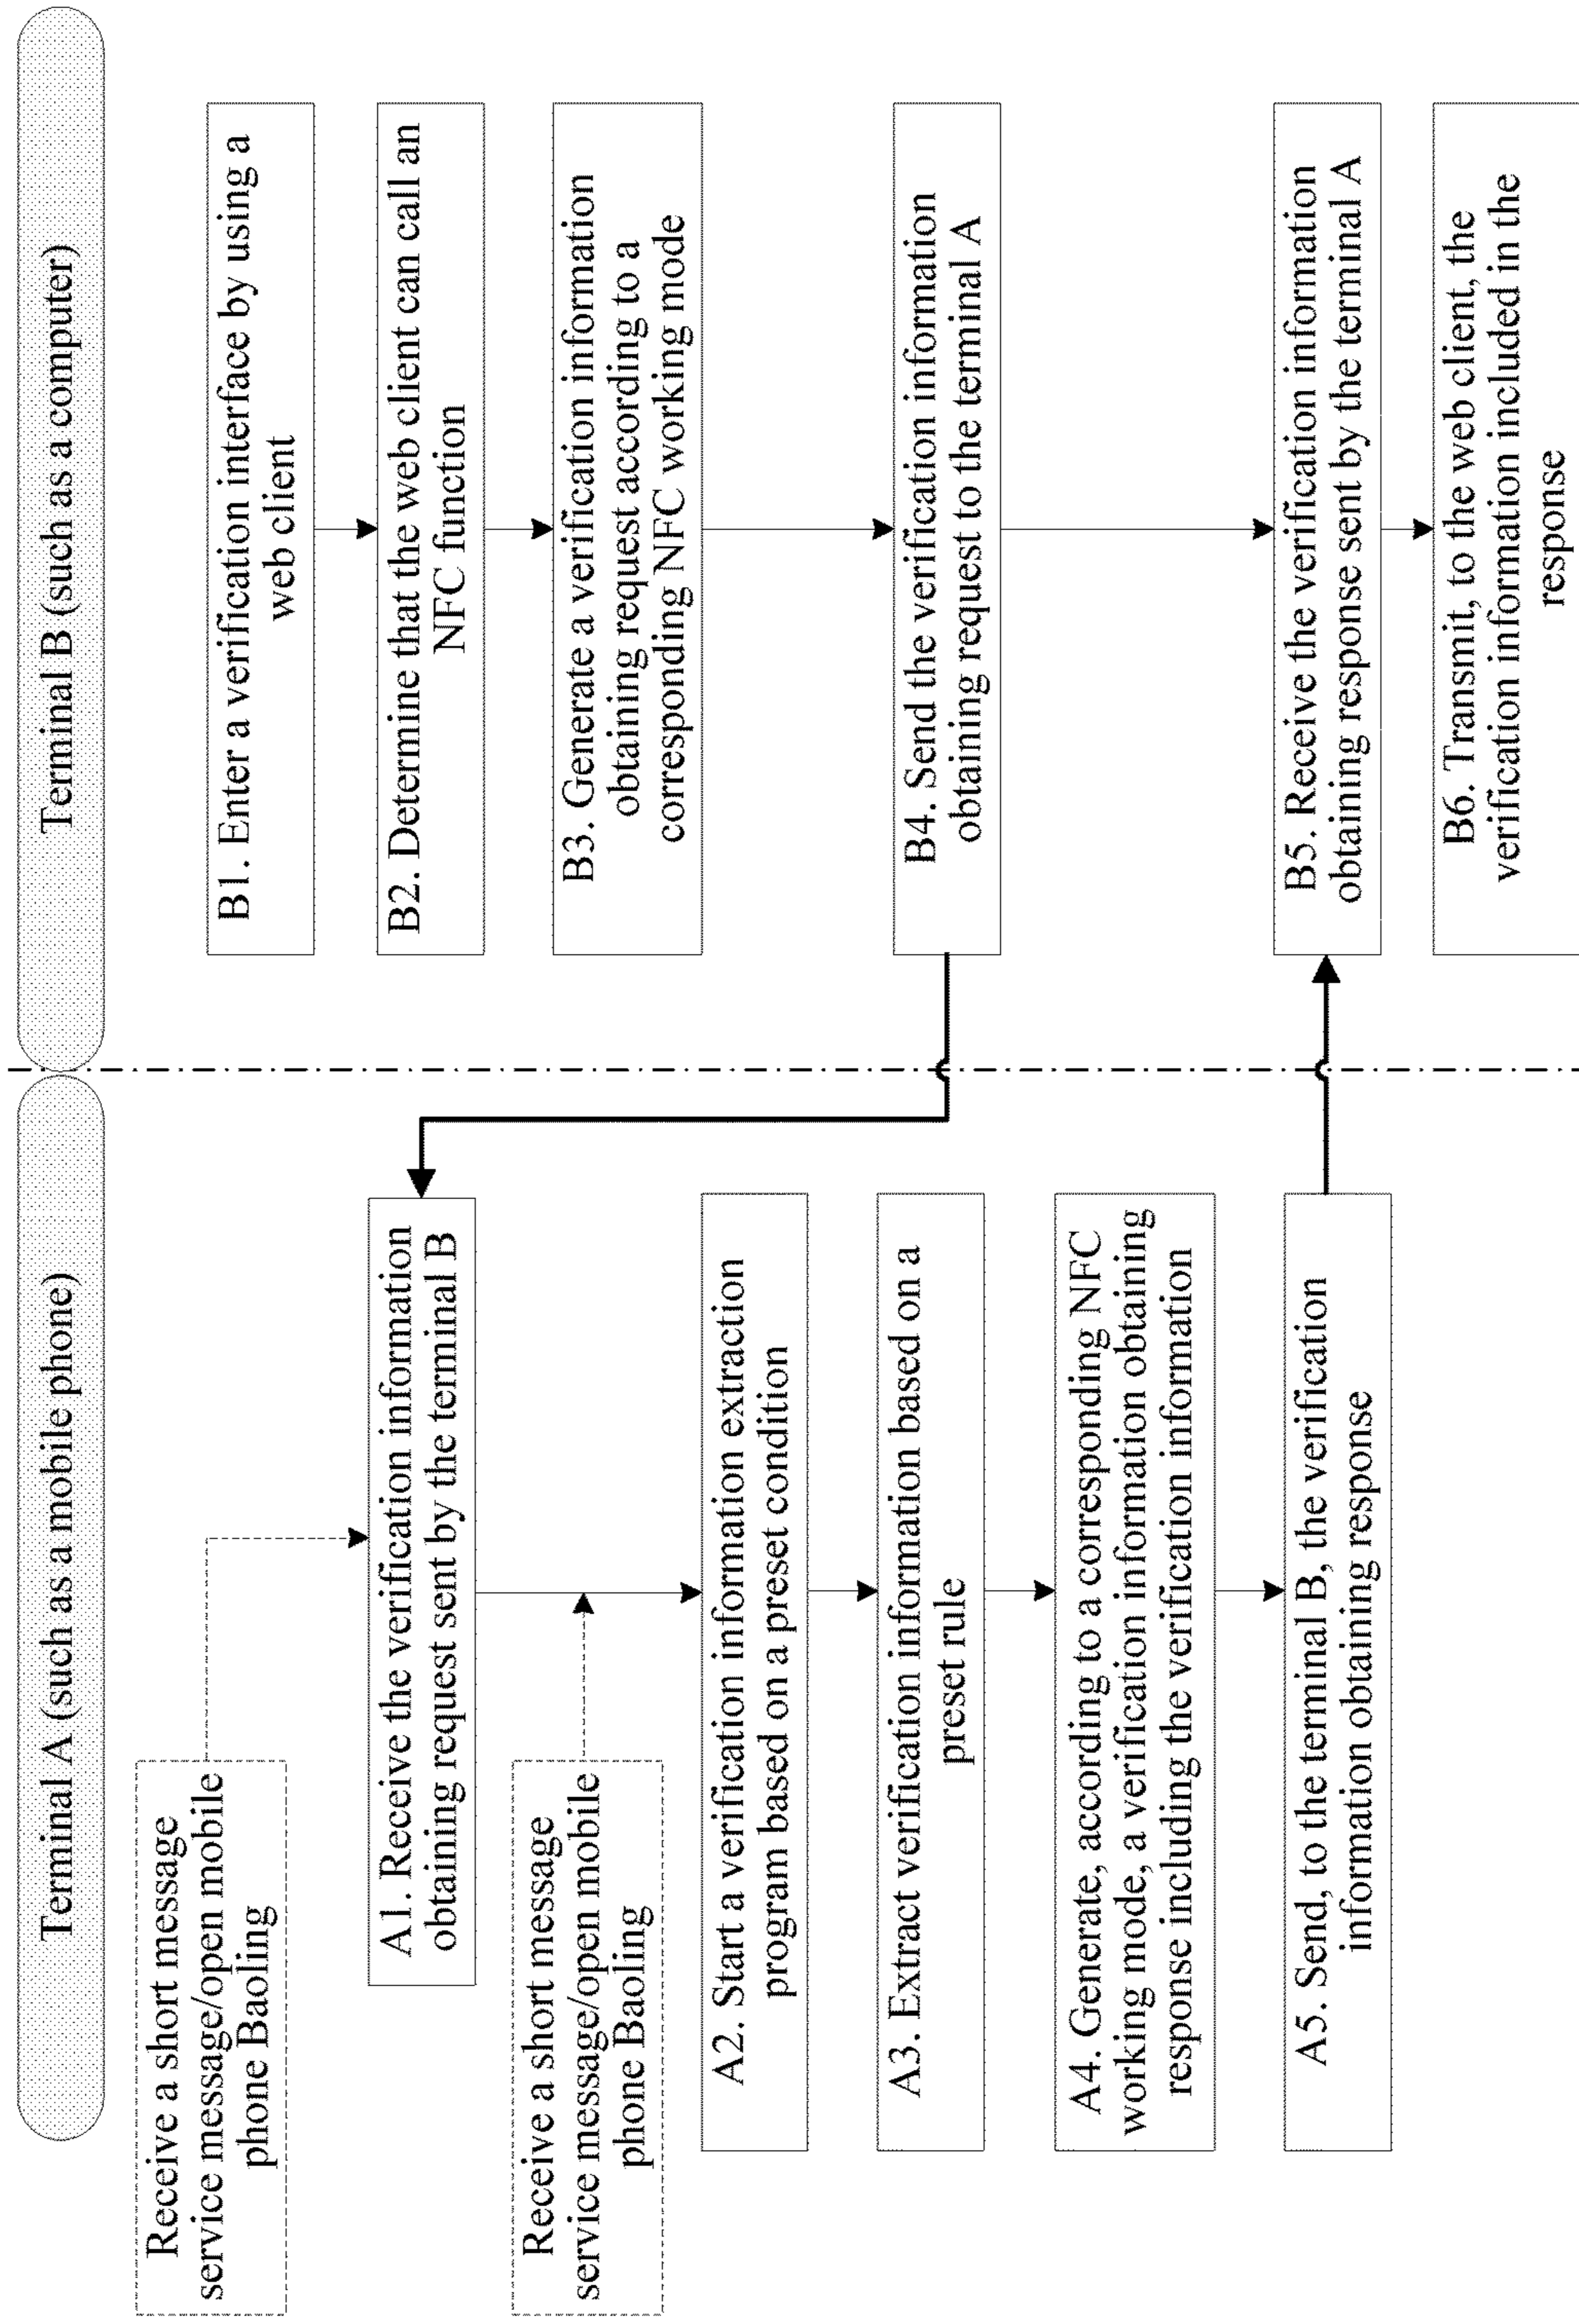 Terminal A (such as a mobile phone)
Terminal B (such as a computer)
Receive a short message
service message/open mobile
phone Baoling
A1. Receive the verification information
obtaining request sent by the terminal B
Receive a short message
service message/open mobile
phone Baoling
A2. Start a verification information extraction
program based on a preset condition
A3. Extract verification information based on a
preset rule
A4. Generate, according to a corresponding NFC
working mode, a verification information obtaining
response including the verification information
A5. Send, to the terminal B, the verification
information obtaining response
B1. Enter a verification interface by using a
web client
B2. Determine that the web client can call an
NFC function
B3. Generate a verification information
obtaining request according to a
corresponding NFC working mode
B4. Send the verification information
obtaining request to the terminal A
B5. Receive the verification information
obtaining response sent by the terminal A
B6. Transmit, to the web client, the
verification information included in the
response